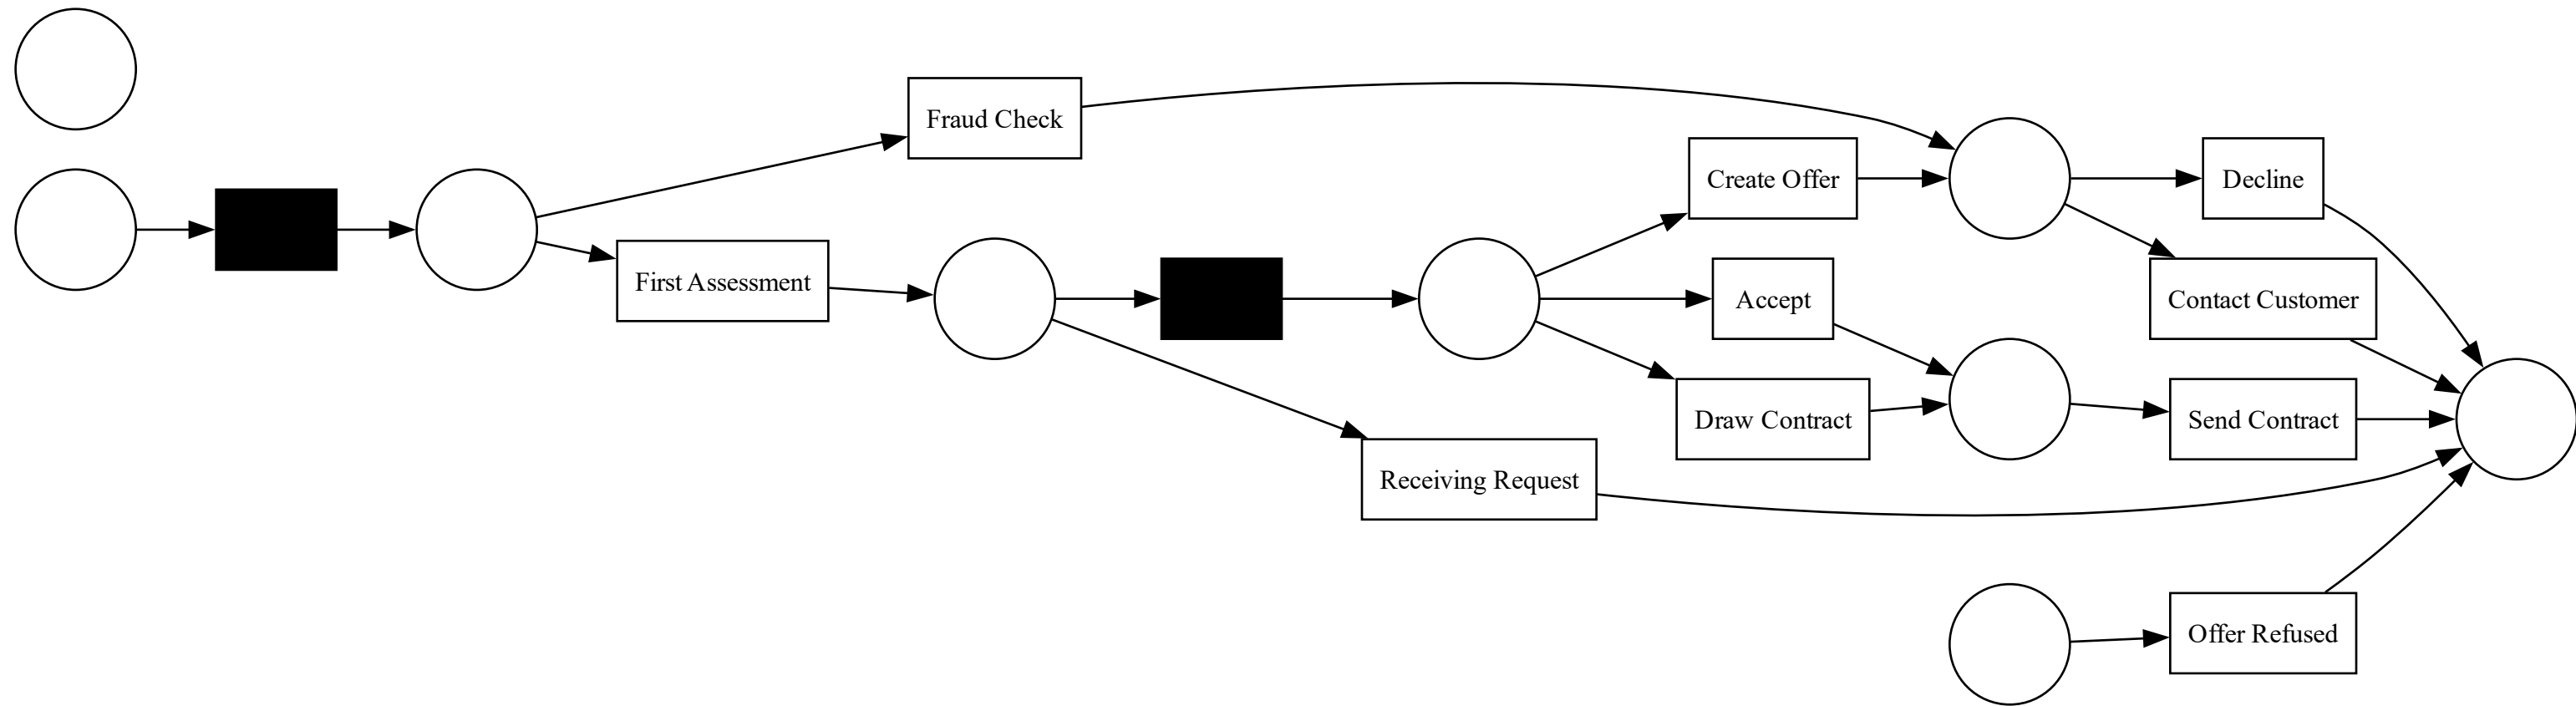 Fraud Check
Create Offer
Decline
First Assessment
Accept
Contact Customer
Draw Contract
Send Contract
Receiving Request
Offer Refused